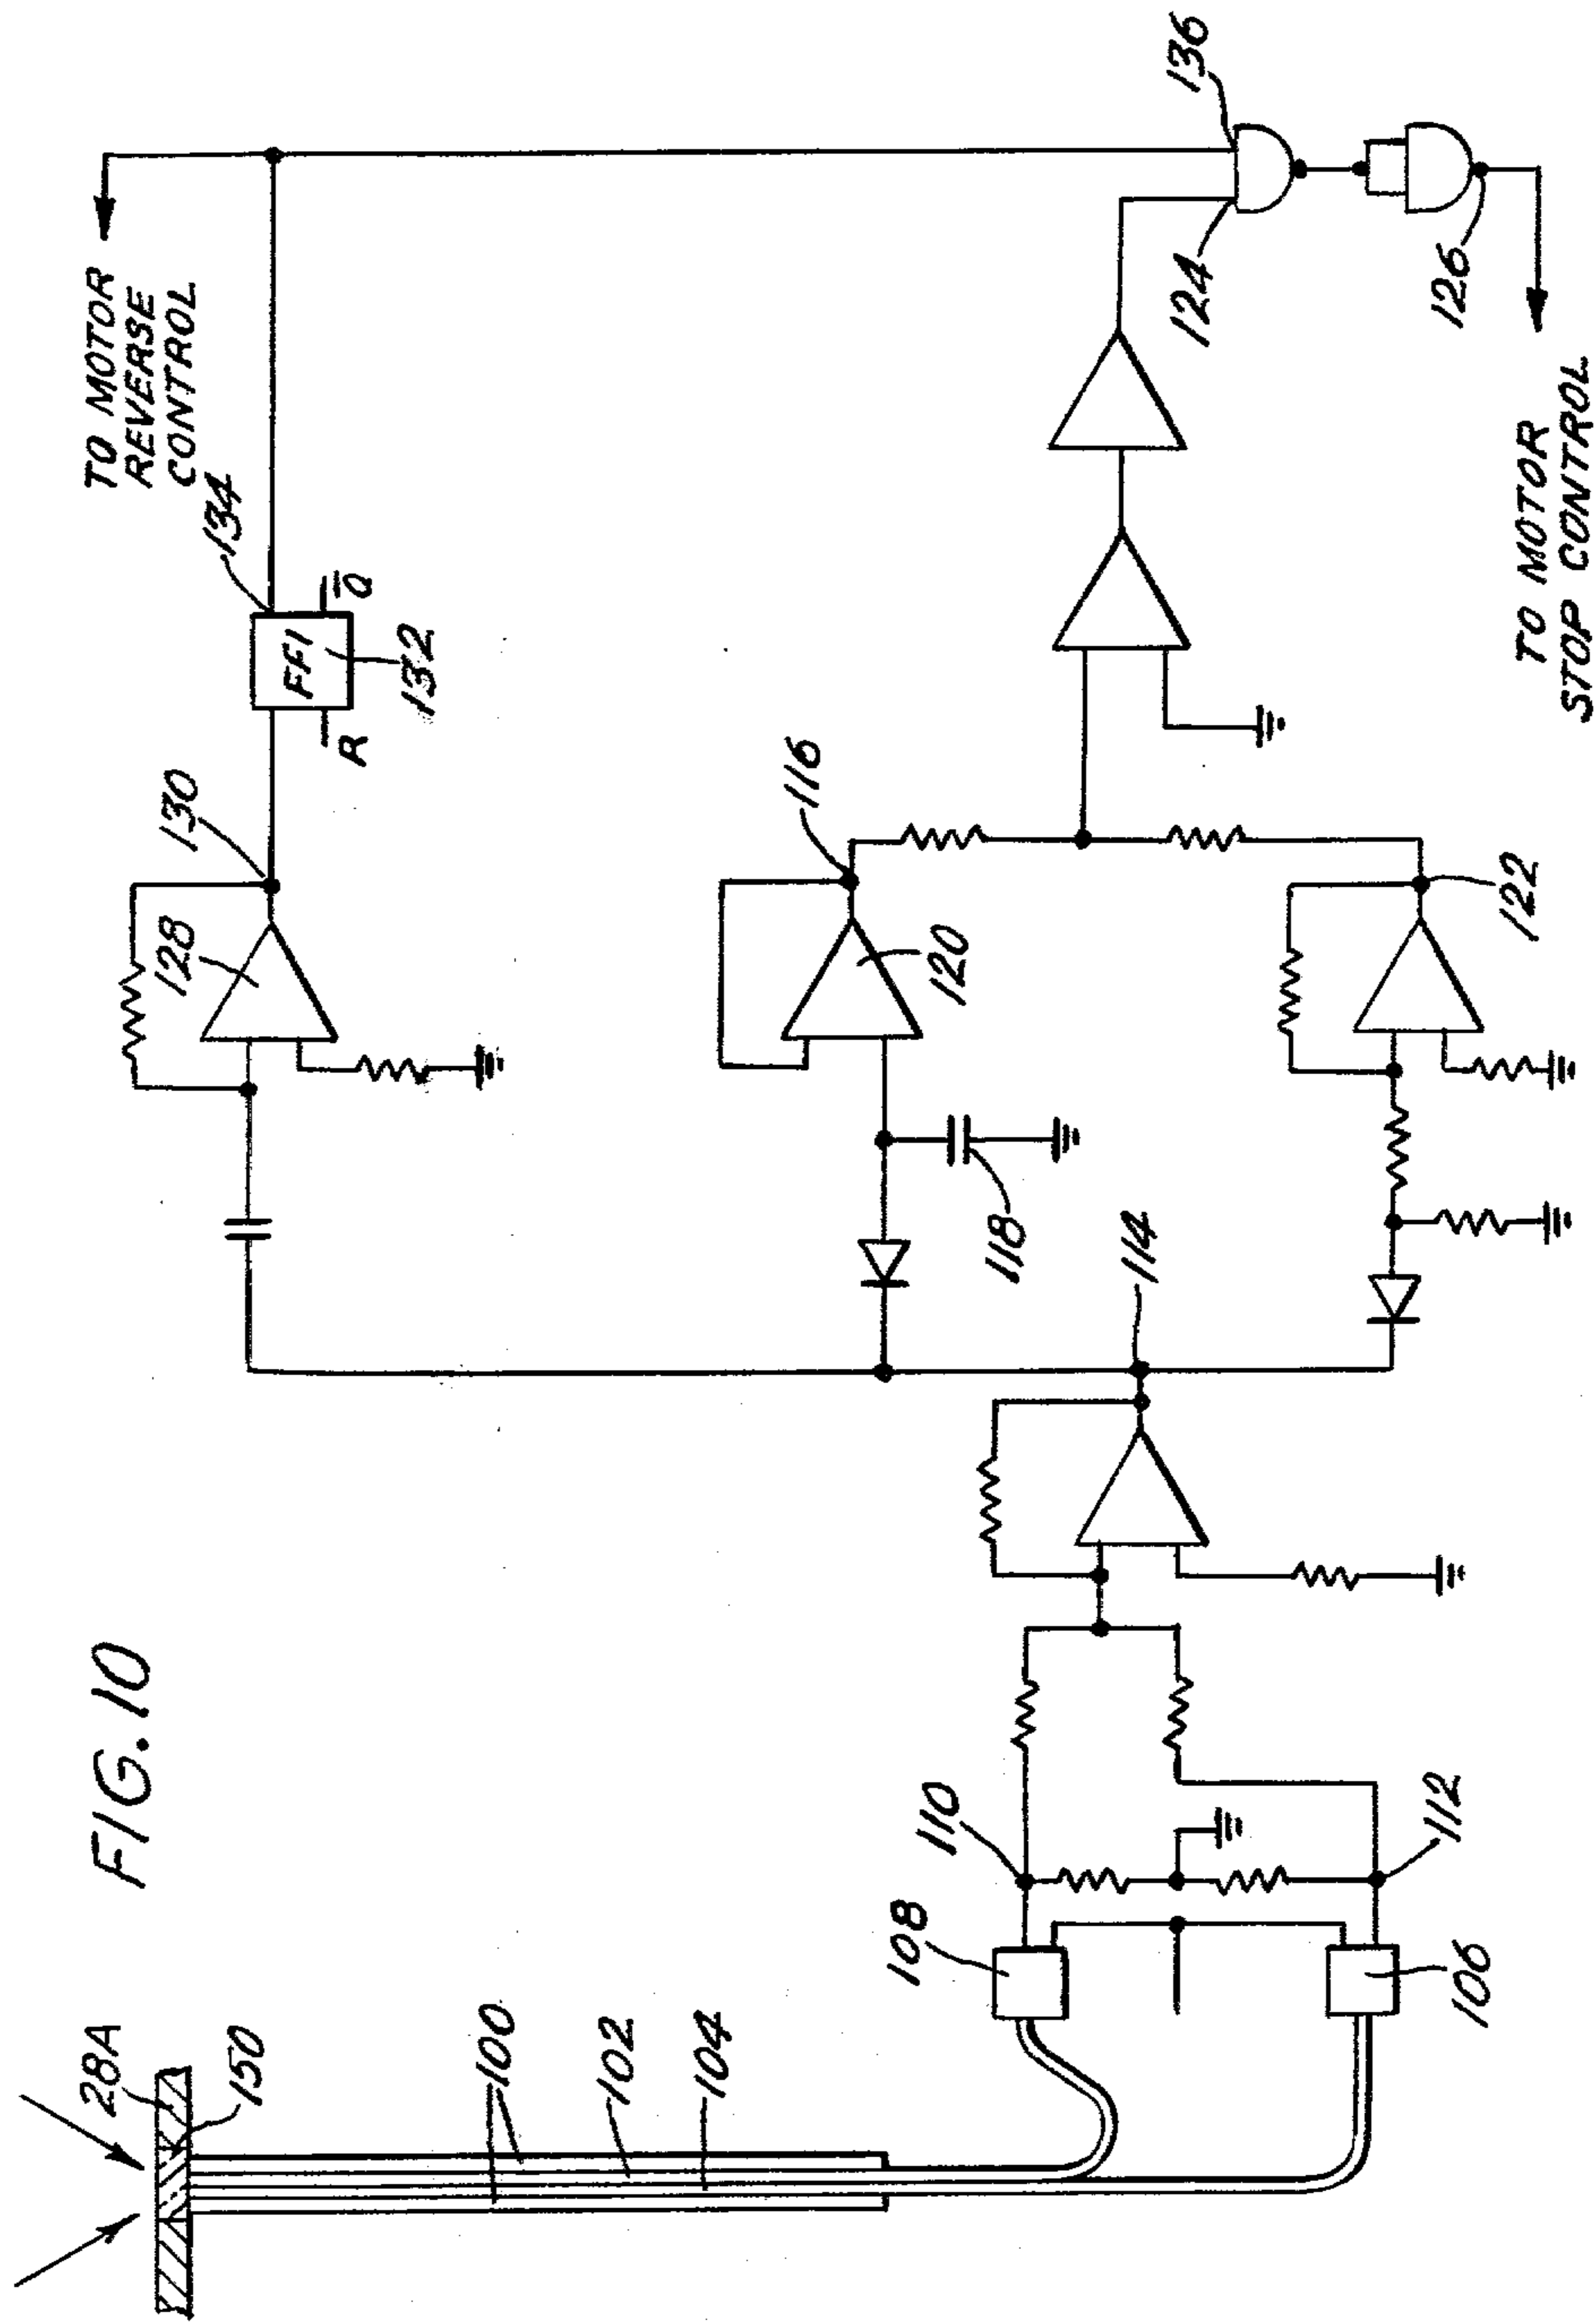 FIG. 10
28A
150
100
102
104
108
110
106
112
114
118
120
116
122
128
130
R
FF1
Q̅
132
134
TO MOTOR
REVERSE
CONTROL
124
136
126
TO MOTOR
STOP CONTROL